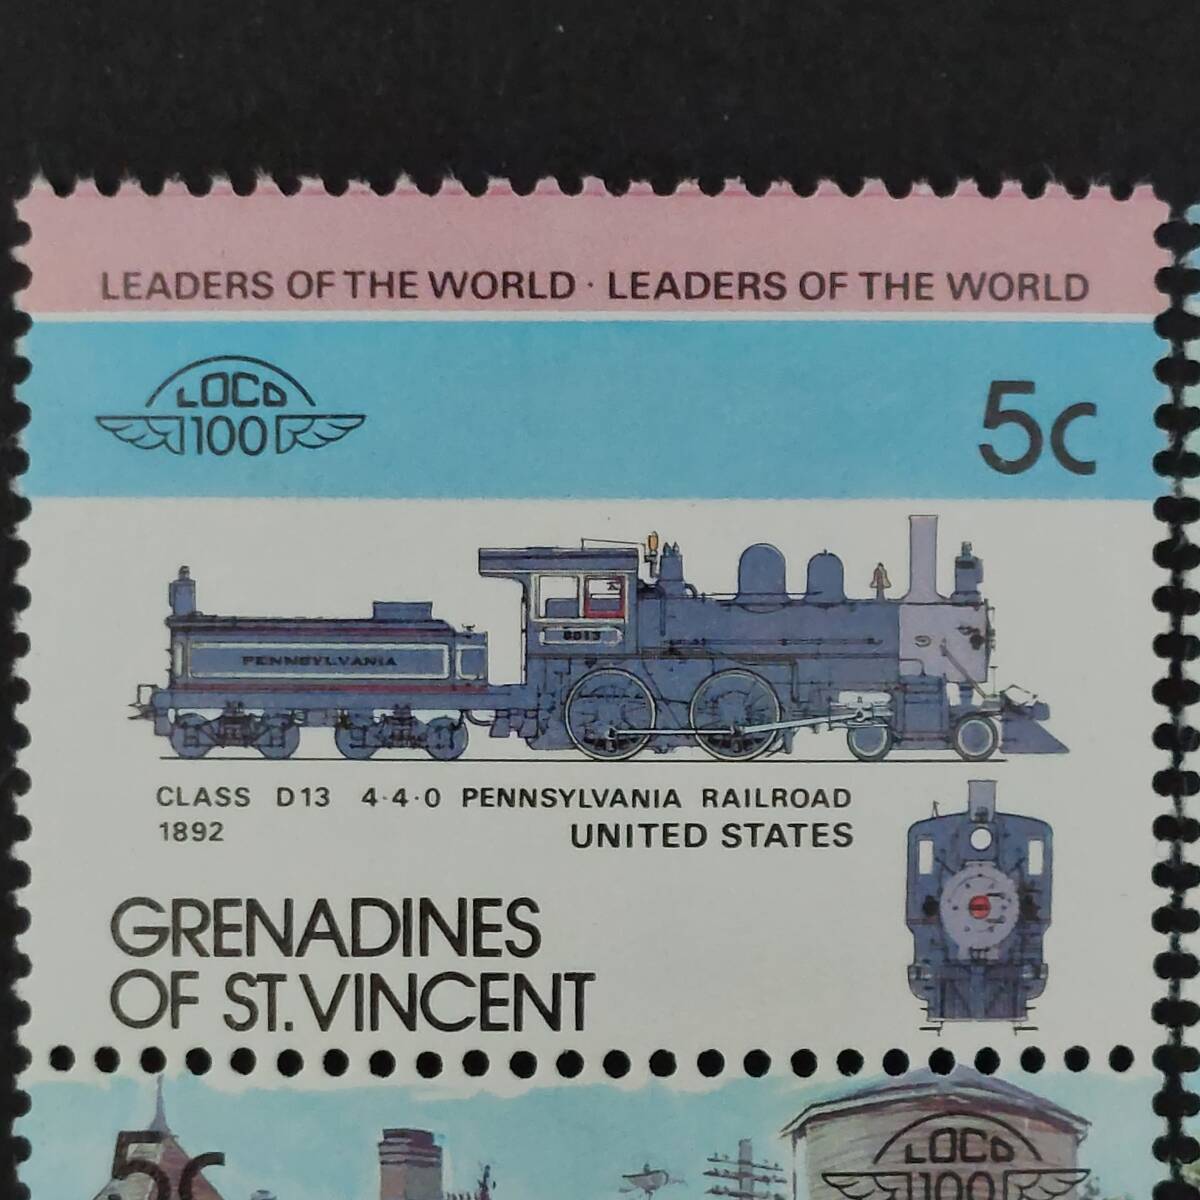 LEADERS OF THE WORLD · LEADERS OF THE WORLD
LOCO
100
5c
8013
PENNSYLVANIA
CLASS D13 4·4·0 PENNSYLVANIA RAILROAD
1892
UNITED STATES
GRENADINES
OF ST. VINCENT
5c
LOCO
100